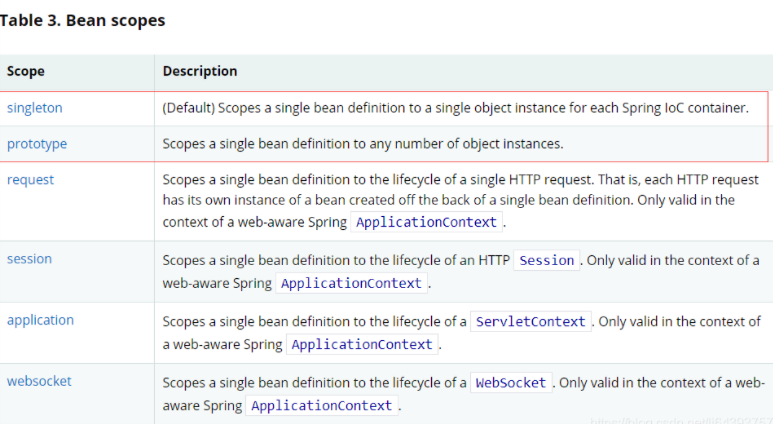 Table 3. Bean scopes
Scope Description
singleton (Default) Scopes a single bean definition to a single object instance for each Spring IoC container.
prototype Scopes a single bean definition to any number of object instances.
request Scopes a single bean definition to the lifecycle of a single HTTP request. That is, each HTTP request
has its own instance of a bean created off the back of a single bean definition. Only valid in the
context of a web-aware Spring ApplicationContext .
session Scopes a single bean definition to the lifecycle of an HTTP Session . Only valid in the context of a
web-aware Spring ApplicationContext .
application Scopes a single bean definition to the lifecycle of a ServletContext . Only valid in the context of
a web-aware Spring ApplicationContext .
websocket Scopes a single bean definition to the lifecycle of a WebSocket . Only valid in the context of a web-
aware Spring ApplicationContext .